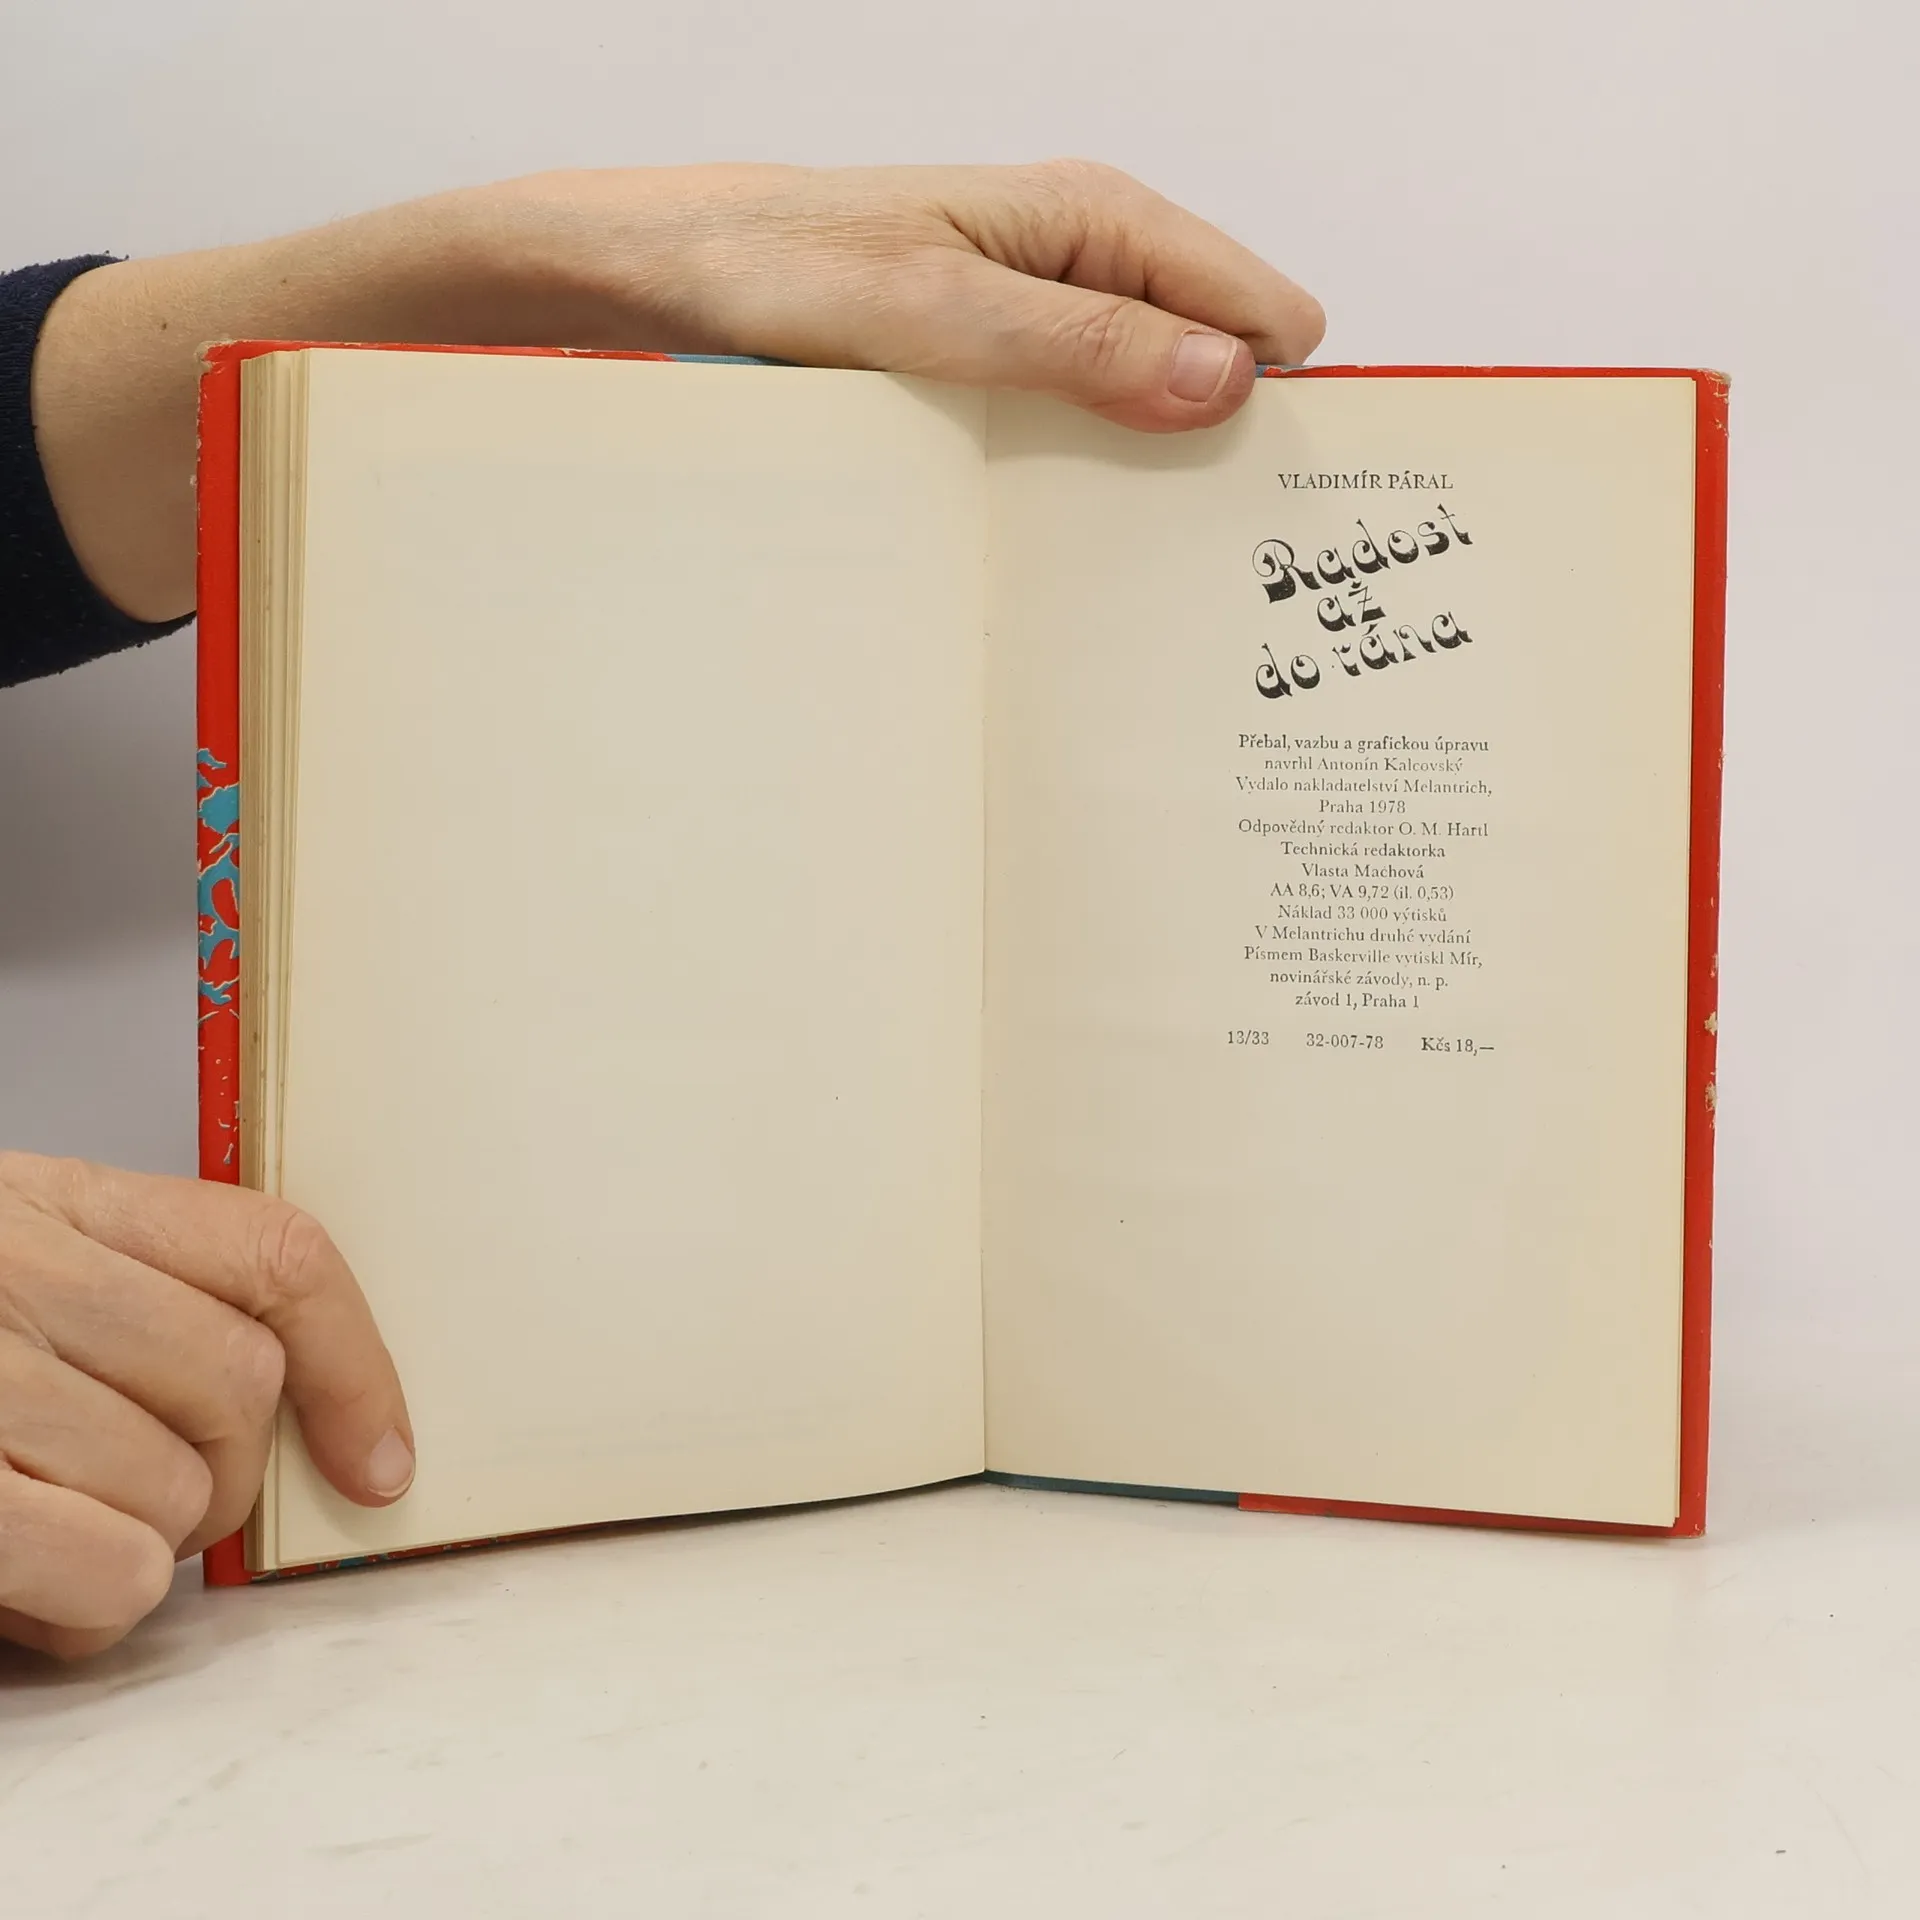 VLADIMÍR PÁRAL
Radost
až
do rána
Přebal, vazbu a grafickou úpravu
navrhl Antonín Kalcovský
Vydalo nakladatelství Melantrich,
Praha 1978
Odpovědný redaktor O. M. Hartl
Technická redaktorka
Vlasta Machová
AA 8,6; VA 9,72 (il. 0,53)
Náklad 33 000 výtisků
V Melantrichu druhé vydání
Písmem Baskerville vytiskl Mír,
novinářské závody, n. p.
závod 1, Praha 1
13/33 32-007-78 Kčs 18,—